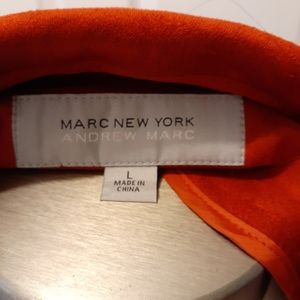 MARC NEW YORK
ANDREW MARC
L
MADE IN
CHINA